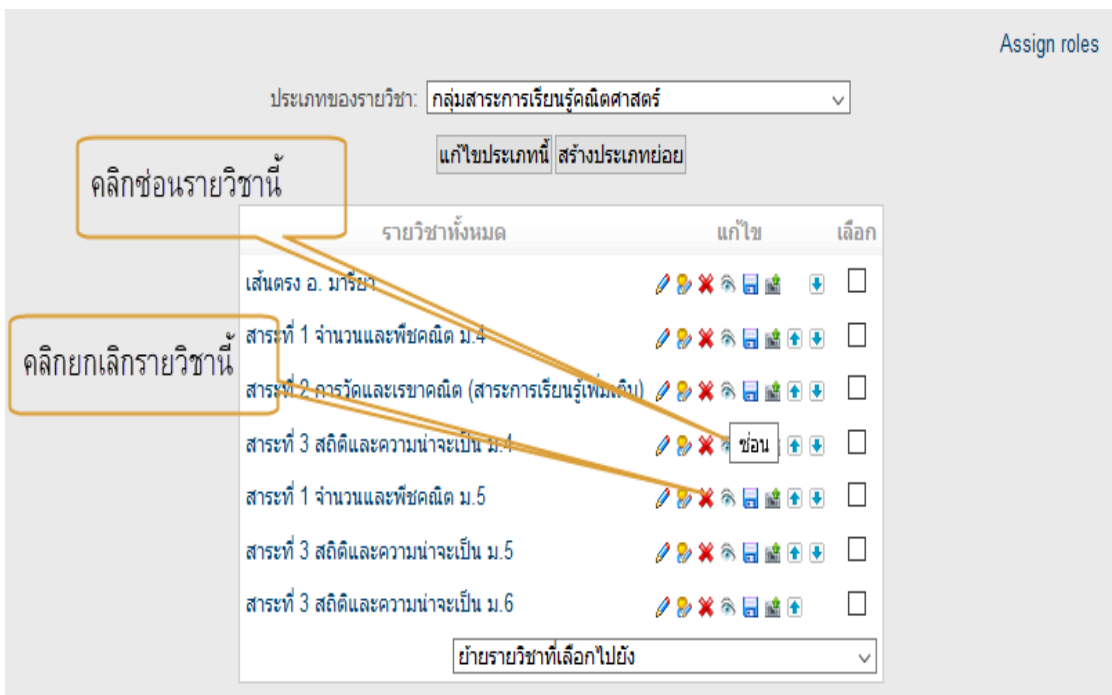 Assign roles
ประเภทของรายวิชา: กลุ่มสาระการเรียนรู้คณิตศาสตร์
แก้ไขประเภทนี้ สร้างประเภทย่อย
คลิกซ่อนรายวิชานี้
รายวิชาทั้งหมด แก้ไข เลือก
เส้นตรง อ. มารียา
สาระที่ 1 จำนวนและพีชคณิต ม.4
คลิกยกเลิกรายวิชานี้
สาระที่ 2 การวัดและเรขาคณิต (สาระการเรียนรู้เพิ่มเติม)
สาระที่ 3 สถิติและความน่าจะเป็น ม.4
ซ่อน
สาระที่ 1 จำนวนและพีชคณิต ม.5
สาระที่ 3 สถิติและความน่าจะเป็น ม.5
สาระที่ 3 สถิติและความน่าจะเป็น ม.6
ย้ายรายวิชาที่เลือกไปยัง